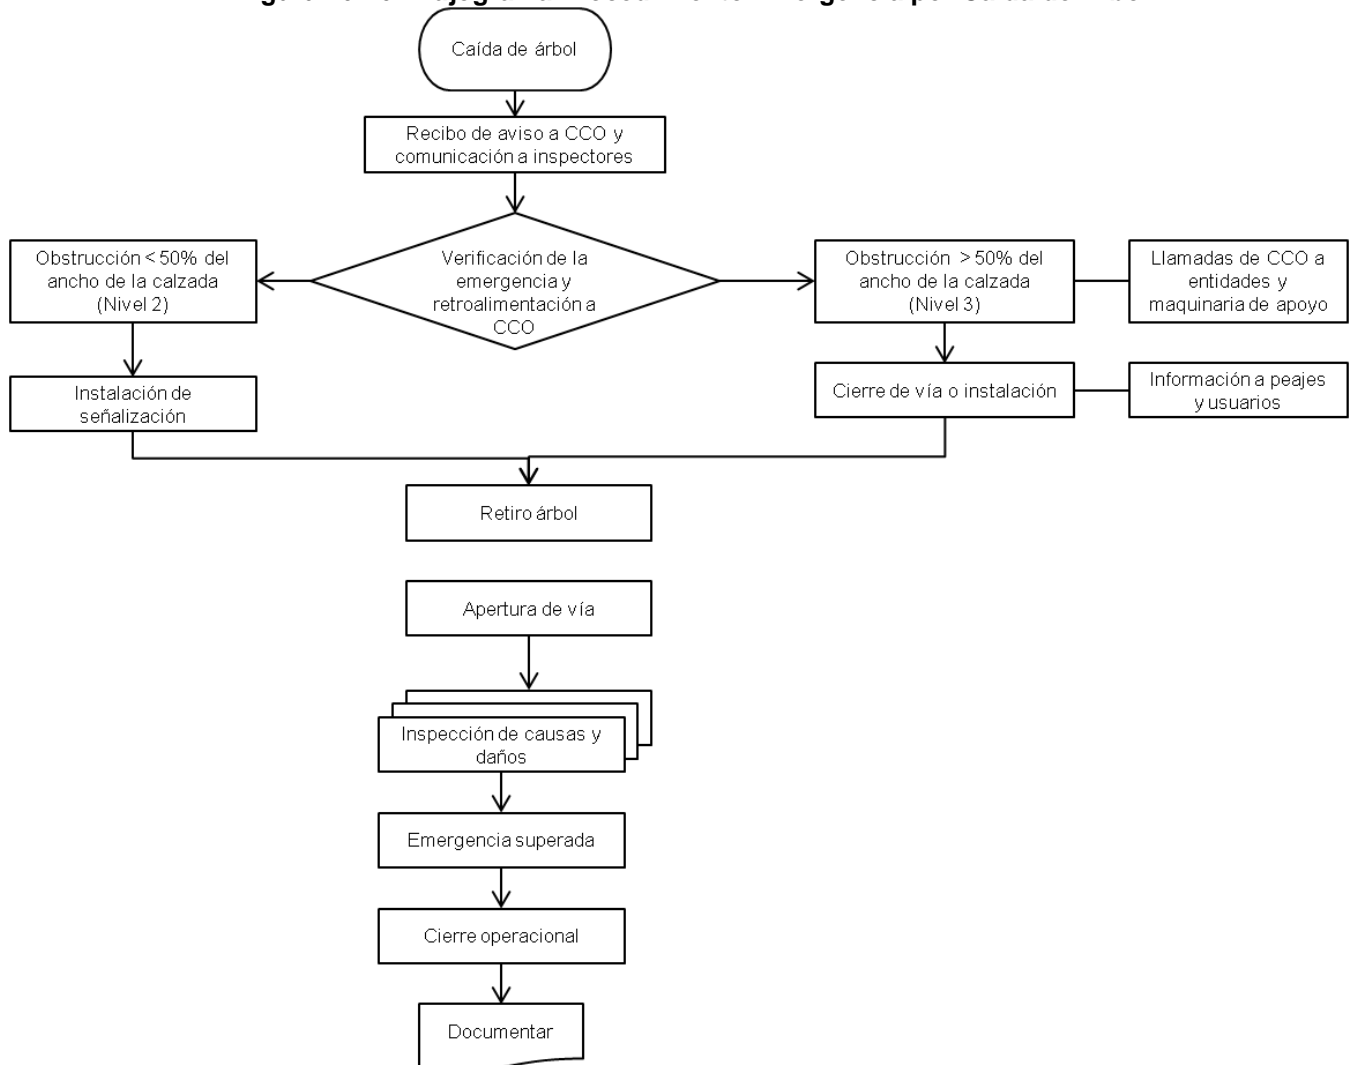 Caída de árbol
Recibo de aviso a CCO y
comunicación a inspectores
Verificación de la
emergencia y
retroalimentación a
CCO
Obstrucción < 50% del
ancho de la calzada
(Nivel 2)
Obstrucción > 50% del
ancho de la calzada
(Nivel 3)
Llamadas de CCO a
entidades y
maquinaria de apoyo
Instalación de
señalización
Cierre de vía o instalación
Información a peajes
y usuarios
Retiro árbol
Apertura de vía
Inspección de causas y
daños
Emergencia superada
Cierre operacional
Documentar